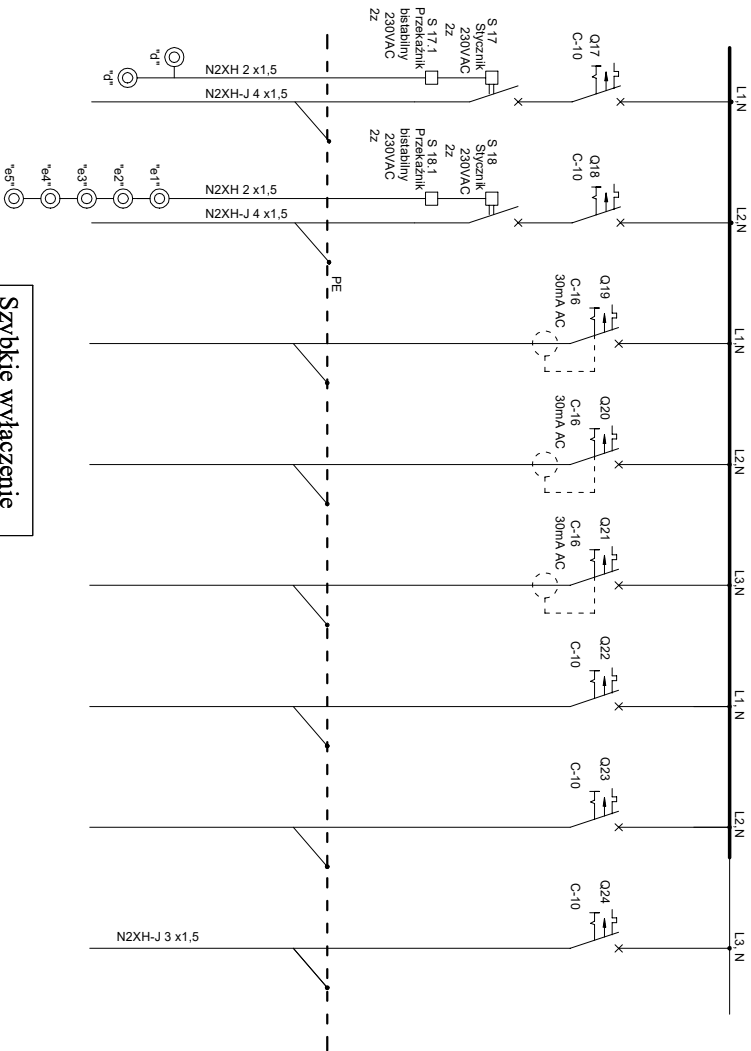 L1,N
L2,N
L1,N
L2,N
L3,N
L1, N
L2,N
L3, N
Q17
C-10
Q18
C-10
Q19
C-16
30mA AC
Q20
C-16
30mA AC
Q21
C-16
30mA AC
Q22
C-10
Q23
C-10
Q24
C-10
S 17
Stycznik
230VAC
2z
S 17.1
Przekaźnik
bistabilny
230VAC
2z
S 18
Stycznik
230VAC
2z
S 18.1
Przekaźnik
bistabilny
230VAC
2z
PE
N2XH 2 x1,5
N2XH-J 4 x1,5
N2XH 2 x1,5
N2XH-J 4 x1,5
N2XH-J 3 x1,5
"d"
"d"
"e1"
"e2"
"e3"
"e4"
"e5"
Szybkie wyłączenie